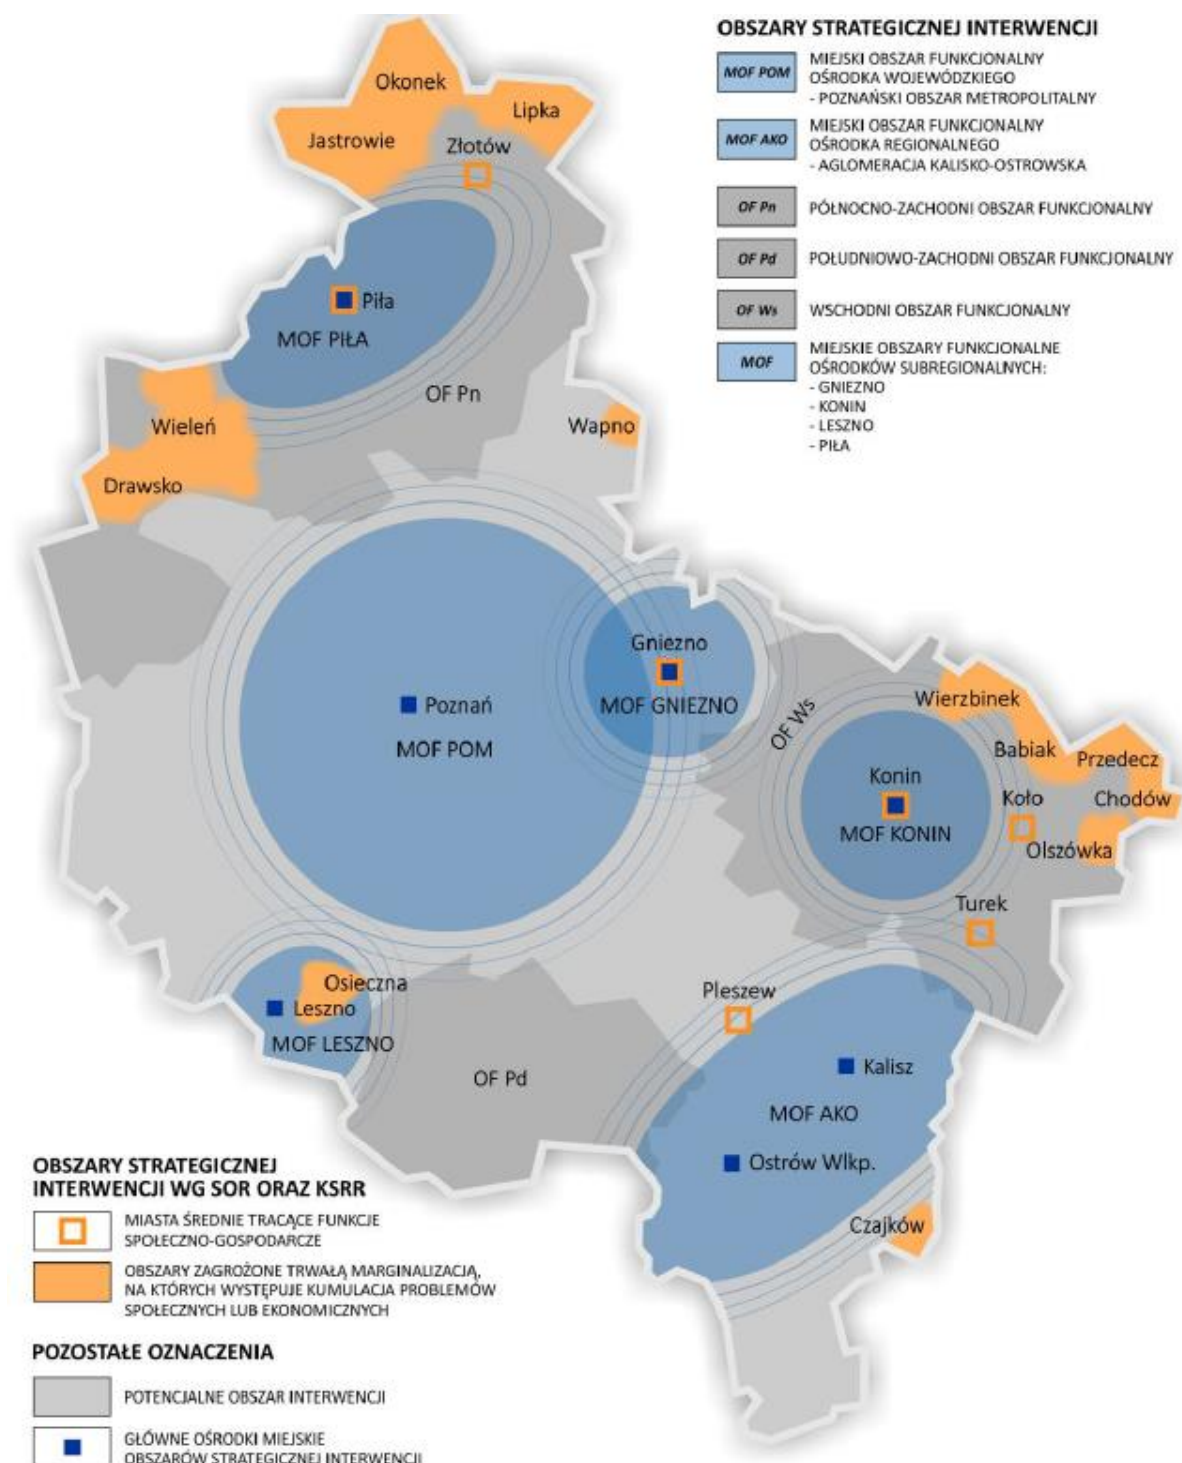 OBSZARY STRATEGICZNEJ INTERWENCJI
MOF POM
MIEJSKI OBSZAR FUNKCJONALNY
OŚRODKA WOJEWÓDZKIEGO
- POZNAŃSKI OBSZAR METROPOLITALNY
MOF AKO
MIEJSKI OBSZAR FUNKCJONALNY
OŚRODKA REGIONALNEGO
- AGLOMERACJA KALISKO-OSTROWSKA
OF Pn
PÓŁNOCNO-ZACHODNI OBSZAR FUNKCJONALNY
OF Pd
POŁUDNIOWO-ZACHODNI OBSZAR FUNKCJONALNY
OF Ws
WSCHODNI OBSZAR FUNKCJONALNY
MOF
MIEJSKIE OBSZARY FUNKCJONALNE
OŚRODKÓW SUBREGIONALNYCH:
- GNIEZNO
- KONIN
- LESZNO
- PIŁA
Okonek
Lipka
Jastrowie
Złotów
Piła
MOF PIŁA
OF Pn
Wieleń
Wapno
Drawsko
Gniezno
MOF GNIEZNO
Poznań
MOF POM
OF Ws
Wierzbinek
Babiak
Przedecz
Konin
Koło
Chodów
MOF KONIN
Olszówka
Turek
Osieczna
Pleszew
Leszno
MOF LESZNO
OF Pd
Kalisz
MOF AKO
Ostrów Wlkp.
Czajków
OBSZARY STRATEGICZNEJ
INTERWENCJI WG SOR ORAZ KSRR
MIASTA ŚREDNIE TRACĄCE FUNKCJE
SPOŁECZNO-GOSPODARCZE
OBSZARY ZAGROŻONE TRWAŁĄ MARGINALIZACJĄ,
NA KTÓRYCH WYSTĘPUJE KUMULACJA PROBLEMÓW
SPOŁECZNYCH LUB EKONOMICZNYCH
POZOSTAŁE OZNACZENIA
POTENCJALNE OBSZAR INTERWENCJI
GŁÓWNE OŚRODKI MIEJSKIE
OBSZARÓW STRATEGICZNEJ INTERWENCJI